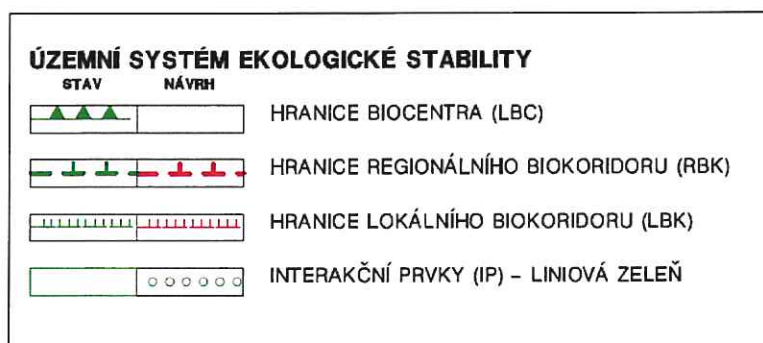 ÚZEMNÍ SYSTÉM EKOLOGICKÉ STABILITY
STAV NÁVRH
HRANICE BIOCENTRA (LBC)
HRANICE REGIONÁLNÍHO BIOKORIDORU (RBK)
HRANICE LOKÁLNÍHO BIOKORIDORU (LBK)
INTERAKČNÍ PRVKY (IP) – LINIOVÁ ZELEŇ